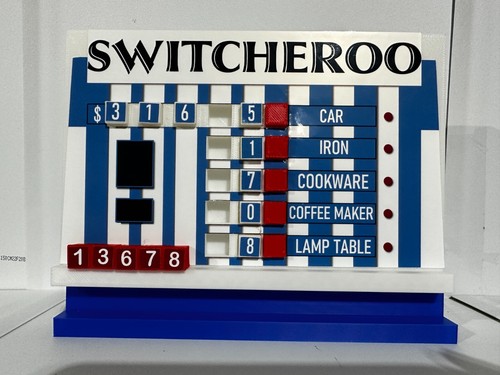 SWITCHEROO
$ 3 1 6 5 CAR
1 IRON
7 COOKWARE
0 COFFEE MAKER
8 LAMP TABLE
1 3 6 7 8